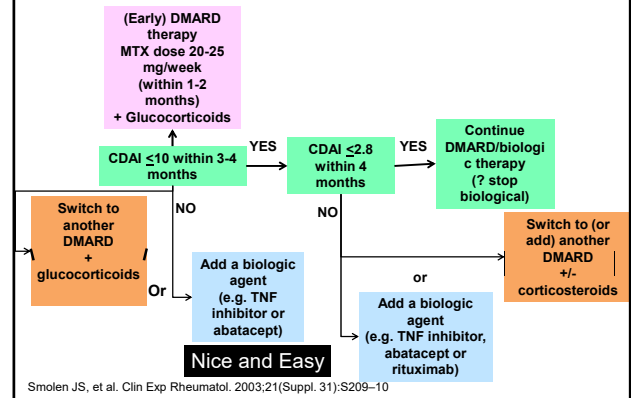 (Early) DMARD
therapy
MTX dose 20-25
mg/week
(within 1-2
months)
+ Glucocorticoids
CDAI <10 within 3-4
months
YES
CDAI <2.8
within 4
months
YES
Continue
DMARD/biologi
c therapy
(? stop
biological)
NO
Switch to
another
DMARD
+
glucocorticoids
Or
Add a biologic
agent
(e.g. TNF
inhibitor or
abatacept)
NO
or
Add a biologic
agent
(e.g. TNF inhibitor,
abatacept or
rituximab)
Switch to (or
add) another
DMARD
+/-
corticosteroids
Nice and Easy
Smolen JS, et al. Clin Exp Rheumatol. 2003;21(Suppl. 31):S209–10